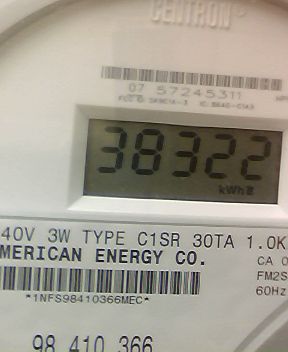 CENTRON®
07 57245311
38322
kWh
40V 3W TYPE C1SR 30TA 1.0K
MERICAN ENERGY CO.
CA 0
FM2S
60Hz
*1NFS98410366MEC*
98 410 366